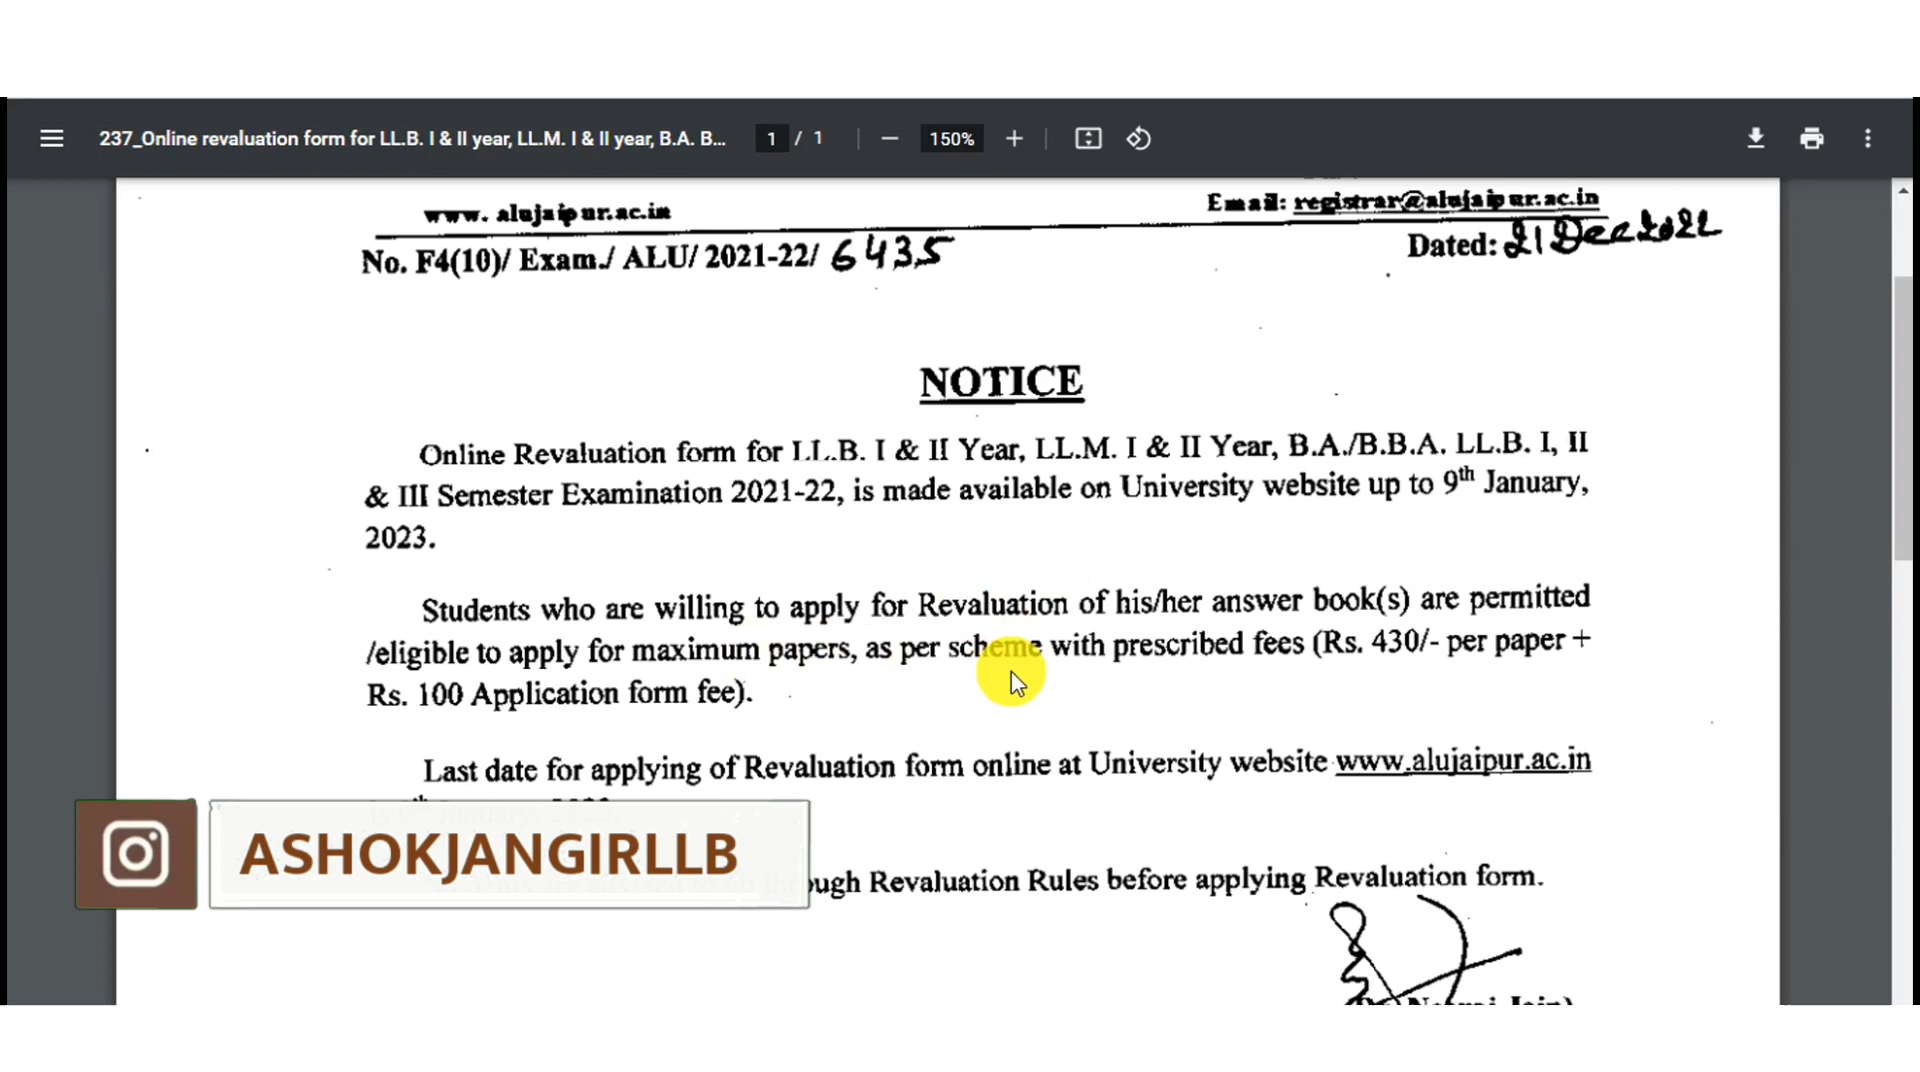 237_Online revaluation form for LL.B. I & II year, LL.M. I & II year, B.A. B... 1 / 1 150%
www. alujaipur.ac.in
Email: registrar@alujaipur.ac.in
No. F4(10)/ Exam./ ALU/ 2021-22/ 6435
Dated: 21 Dec 2022
NOTICE
Online Revaluation form for LL.B. I & II Year, LL.M. I & II Year, B.A./B.B.A. LL.B. I, II
& III Semester Examination 2021-22, is made available on University website up to 9th January,
2023.
Students who are willing to apply for Revaluation of his/her answer book(s) are permitted
/eligible to apply for maximum papers, as per scheme with prescribed fees (Rs. 430/- per paper +
Rs. 100 Application form fee).
Last date for applying of Revaluation form online at University website www.alujaipur.ac.in
ASHOKJANGIRLLB
Revaluation Rules before applying Revaluation form.
Jain)